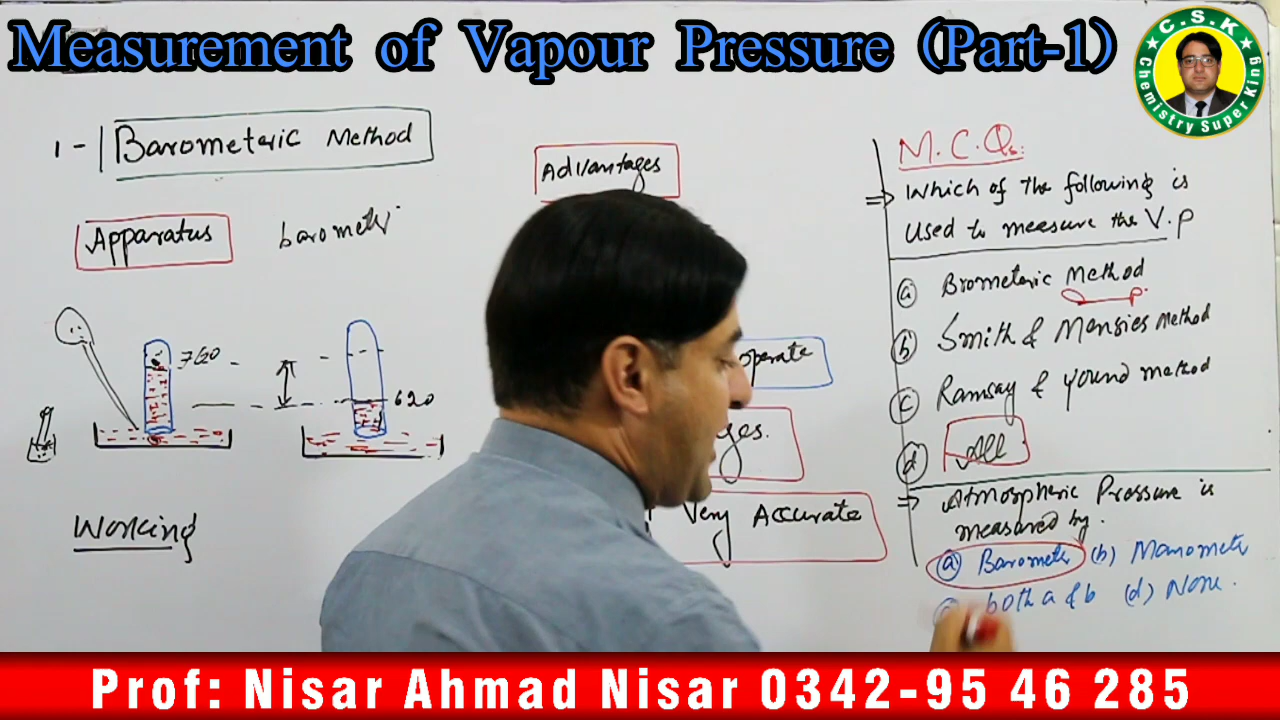 Measurement of Vapour Pressure (Part-1)
C.S.K
Chemistry Super King
1- Barometeric Method
Advantages
Apparatus barometer
760
620
Working
operate
ges.
Very Accurate
M.C.Qs:
⇒ Which of the following is
used to measure the V.P
(a) Brometeric Method
P.
(b) Smith & Menzies Method
(c) Ramsay & Yound method
(d) All
⇒ Atmospheric Pressure is
measured by.
(a) Barometer (b) Manometer
both a & b (d) None.
Prof: Nisar Ahmad Nisar 0342-95 46 285